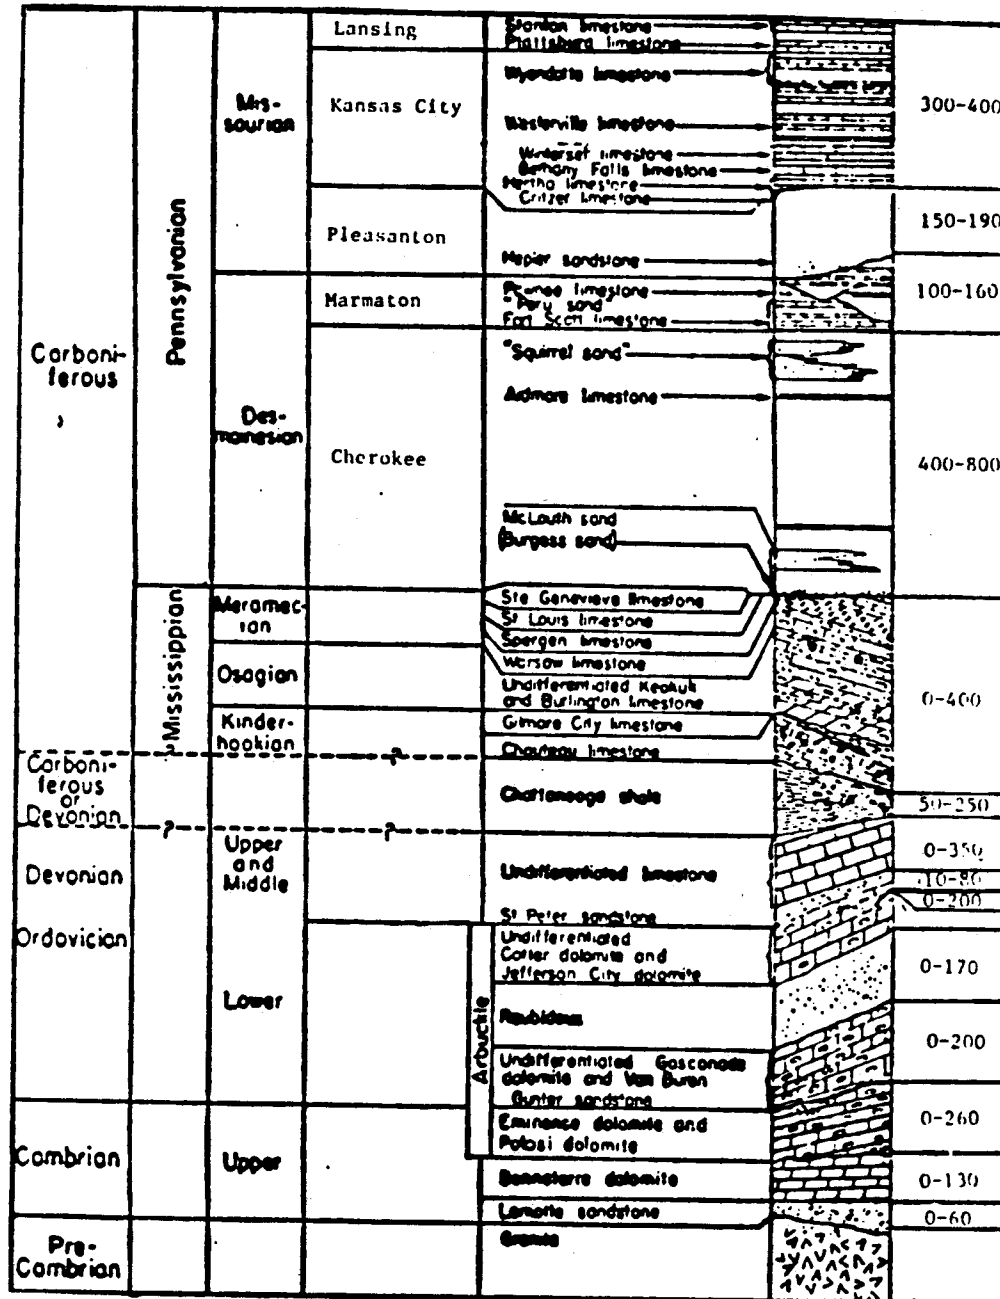 Lansing
Stanton limestone
Plattsburg limestone
Wyandotte limestone
Mis-
sourian
Kansas City
300-400
Westerville limestone
Winterset limestone
Bethany Falls limestone
Hertha limestone
Critzer limestone
Pleasanton
150-190
Hepler sandstone
Pennsylvanian
Marmaton
Pawnee limestone
"Peru sand"
Fort Scott limestone
100-160
Carboni-
ferous
"Squirrel sand"
Ardmore limestone
Des-
moinesian
Cherokee
400-800
McLouth sand
(Burgess sand)
Mississippian
Meramec-
ian
Ste Genevieve limestone
St Louis limestone
Spergen limestone
Warsaw limestone
Osagian
Undifferentiated Keokuk
and Burlington limestone
0-400
Kinder-
hookian
Gilmore City limestone
Chouteau limestone
?
?
Carboni-
ferous
or
Devonian
Chattanooga shale
50-250
?
?
Devonian
Upper
and
Middle
Undifferentiated limestone
0-350
10-80
0-200
St Peter sandstone
Ordovician
Lower
Arbuckle
Undifferentiated
Cotter dolomite and
Jefferson City dolomite
0-170
Roubidoux
0-200
Undifferentiated Gasconade
dolomite and Van Buren
Gunter sandstone
0-260
Cambrian
Upper
Eminence dolomite and
Potosi dolomite
Bonneterre dolomite
0-130
Lamotte sandstone
0-60
Pre-
Cambrian
Granite